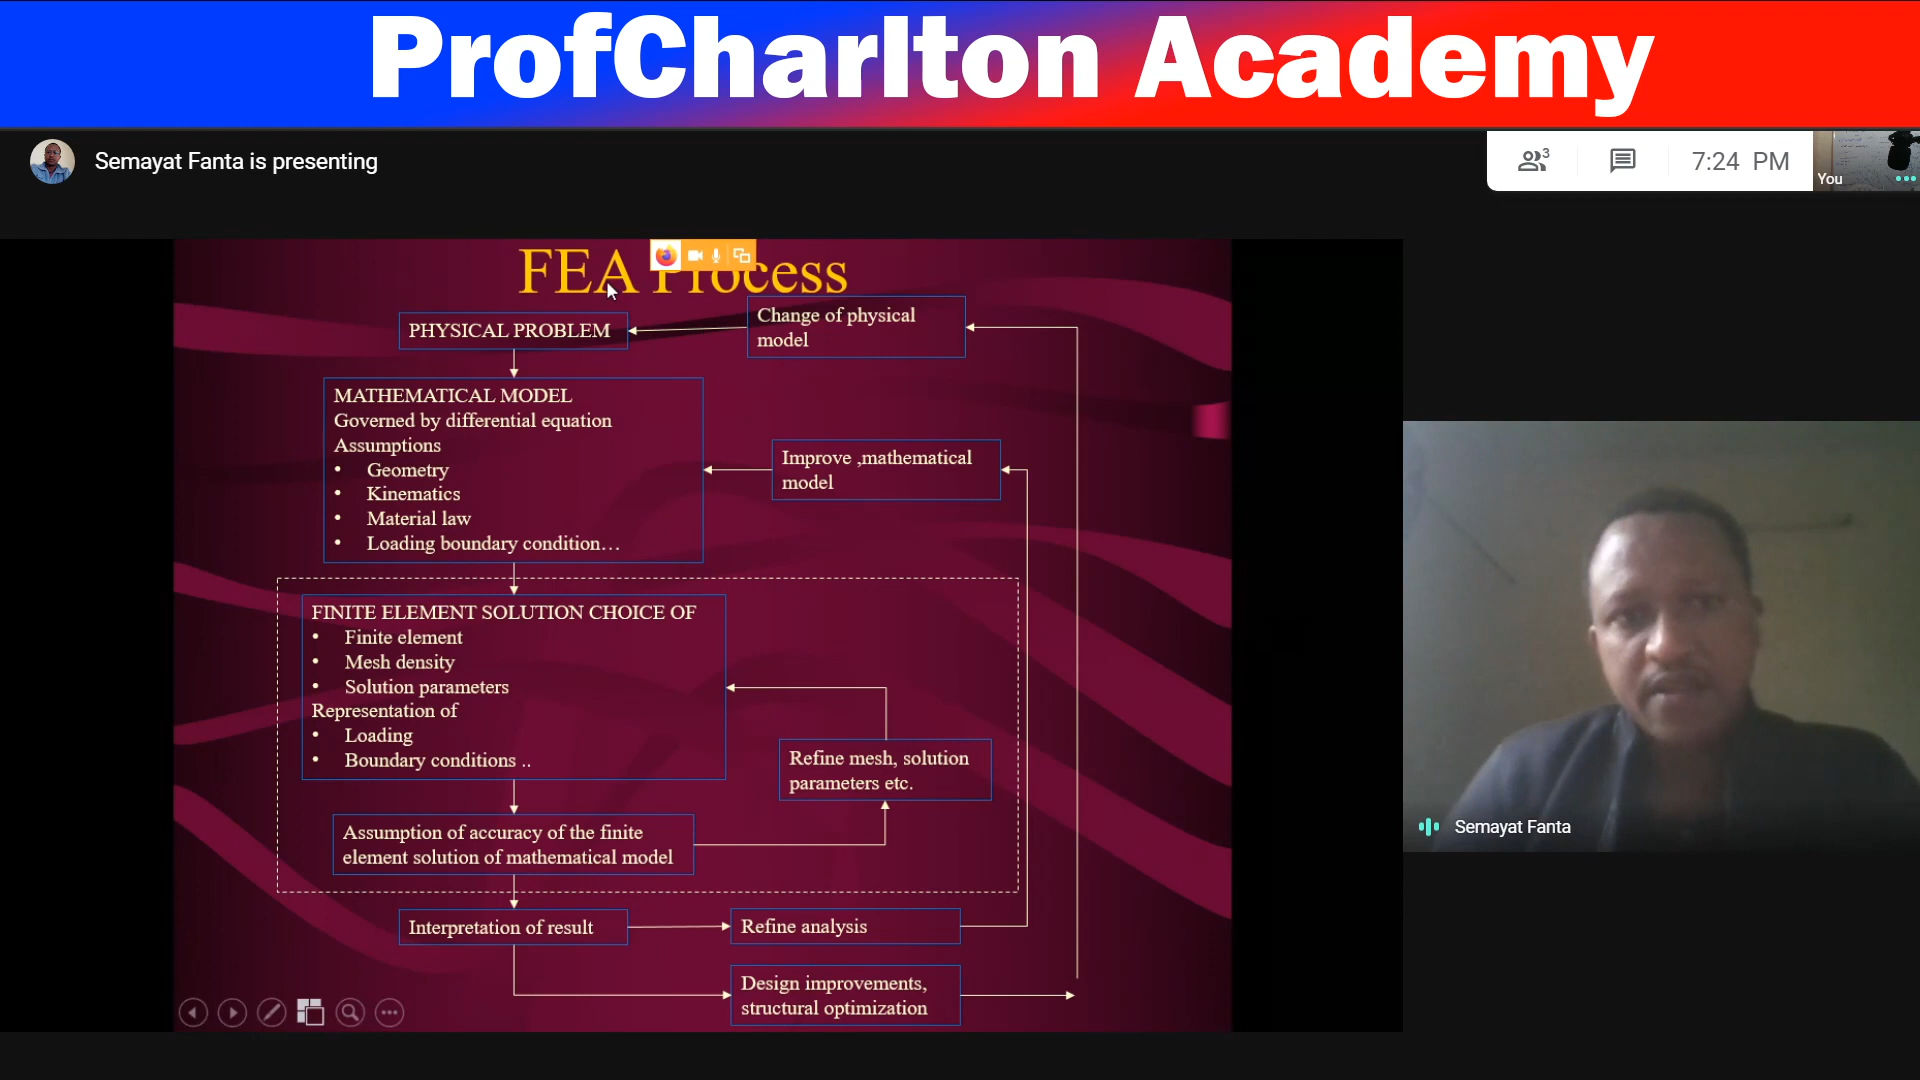 ProfCharlton Academy
Semayat Fanta is presenting
3
7:24 PM
You
FEA Process
PHYSICAL PROBLEM
Change of physical
model
MATHEMATICAL MODEL
Governed by differential equation
Assumptions
• Geometry
• Kinematics
• Material law
• Loading boundary condition…
Improve ,mathematical
model
FINITE ELEMENT SOLUTION CHOICE OF
• Finite element
• Mesh density
• Solution parameters
Representation of
• Loading
• Boundary conditions ..
Refine mesh, solution
parameters etc.
Assumption of accuracy of the finite
element solution of mathematical model
Interpretation of result
Refine analysis
Design improvements,
structural optimization
Semayat Fanta